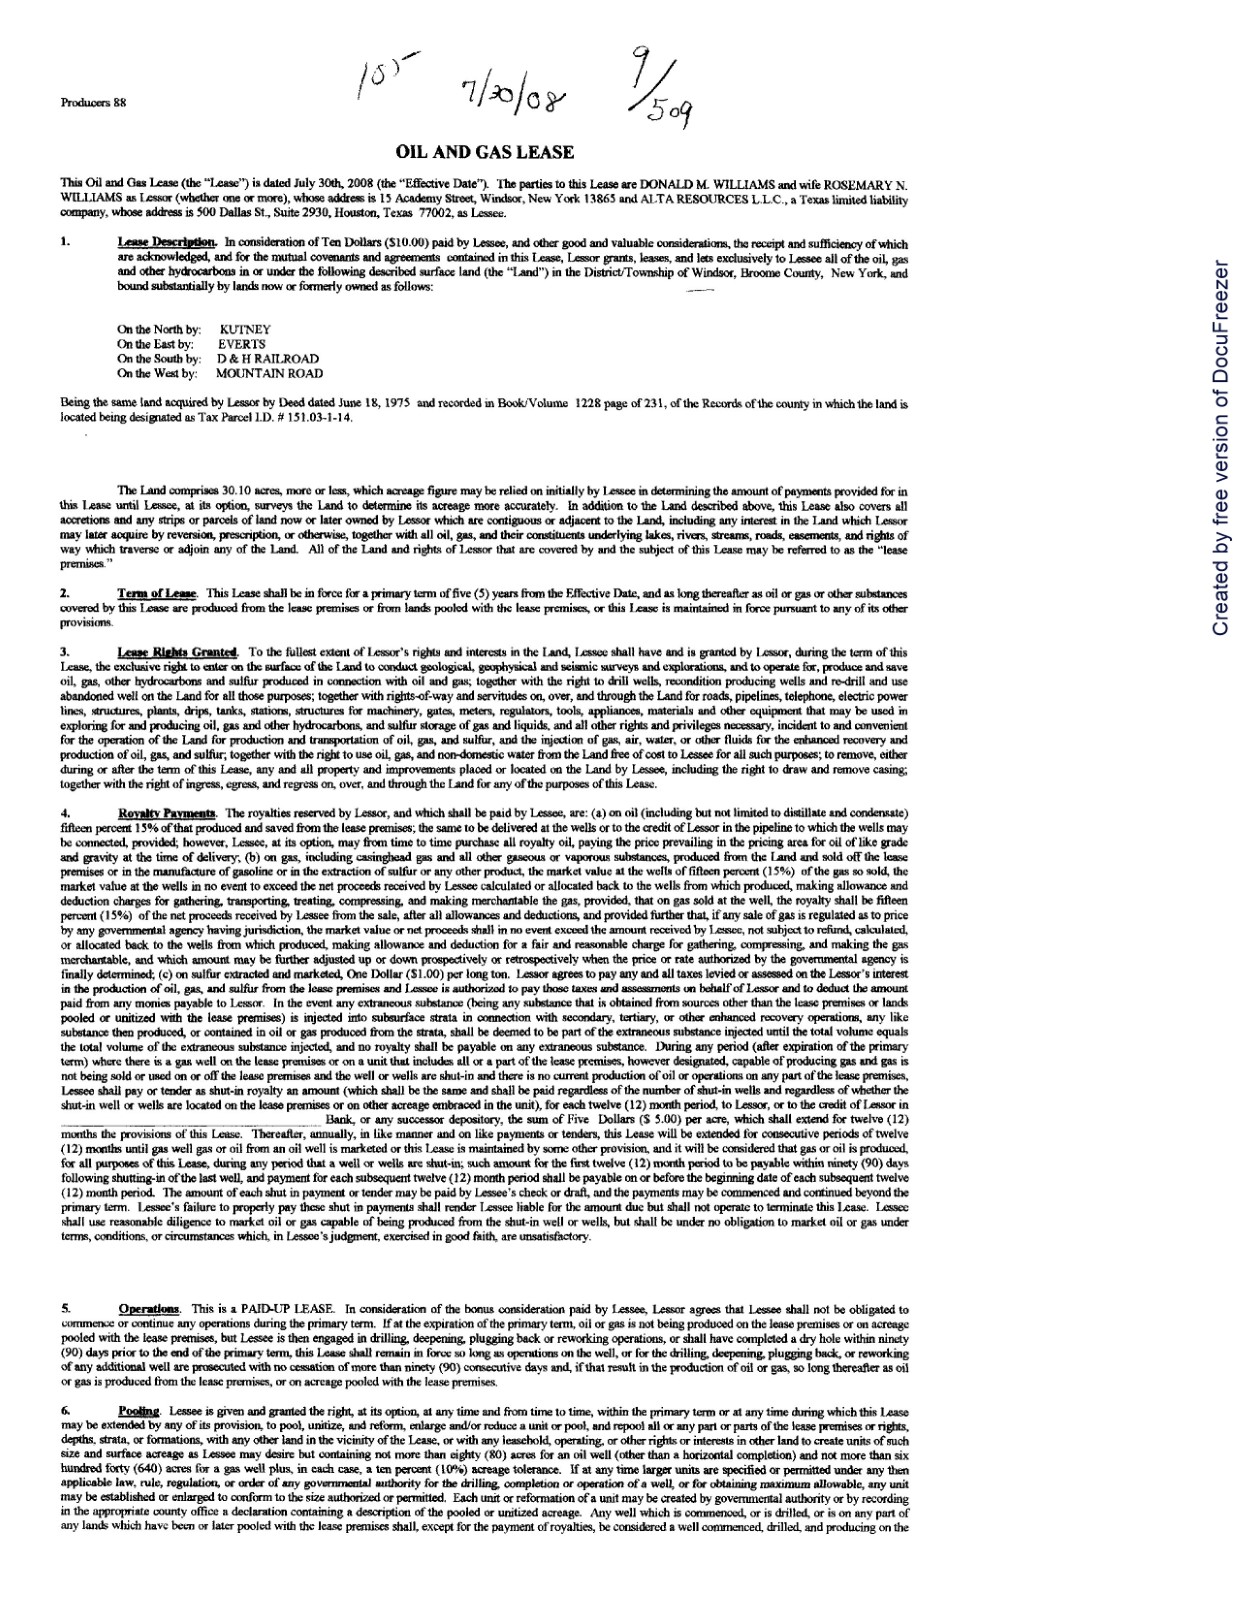 105 7/30/08 9/509
Producers 88
OIL AND GAS LEASE
This Oil and Gas Lease (the “Lease”) is dated July 30th, 2008 (the “Effective Date”). The parties to this Lease are DONALD M. WILLIAMS and wife ROSEMARY N.
WILLIAMS as Lessor (whether one or more), whose address is 15 Academy Street, Windsor, New York 13865 and ALTA RESOURCES L.L.C., a Texas limited liability
company, whose address is 500 Dallas St., Suite 2930, Houston, Texas 77002, as Lessee.
1. Lease Description. In consideration of Ten Dollars ($10.00) paid by Lessee, and other good and valuable considerations, the receipt and sufficiency of which
are acknowledged, and for the mutual covenants and agreements contained in this Lease, Lessor grants, leases, and lets exclusively to Lessee all of the oil, gas
and other hydrocarbons in or under the following described surface land (the “Land”) in the District/Township of Windsor, Broome County, New York, and
bound substantially by lands now or formerly owned as follows:
On the North by: KUTNEY
On the East by: EVERTS
On the South by: D & H RAILROAD
On the West by: MOUNTAIN ROAD
Being the same land acquired by Lessor by Deed dated June 18, 1975 and recorded in Book/Volume 1228 page of 231, of the Records of the county in which the land is
located being designated as Tax Parcel I.D. # 151.03-1-14.
The Land comprises 30.10 acres, more or less, which acreage figure may be relied on initially by Lessee in determining the amount of payments provided for in
this Lease until Lessee, at its option, surveys the Land to determine its acreage more accurately. In addition to the Land described above, this Lease also covers all
accretions and any strips or parcels of land now or later owned by Lessor which are contiguous or adjacent to the Land, including any interest in the Land which Lessor
may later acquire by reversion, prescription, or otherwise, together with all oil, gas, and their constituents underlying lakes, rivers, streams, roads, easements, and rights of
way which traverse or adjoin any of the Land. All of the Land and rights of Lessor that are covered by and the subject of this Lease may be referred to as the “lease
premises.”
2. Term of Lease. This Lease shall be in force for a primary term of five (5) years from the Effective Date, and as long thereafter as oil or gas or other substances
covered by this Lease are produced from the lease premises or from lands pooled with the lease premises, or this Lease is maintained in force pursuant to any of its other
provisions.
3. Lease Rights Granted. To the fullest extent of Lessor’s rights and interests in the Land, Lessee shall have and is granted by Lessor, during the term of this
Lease, the exclusive right to enter on the surface of the Land to conduct geological, geophysical and seismic surveys and explorations, and to operate for, produce and save
oil, gas, other hydrocarbons and sulfur produced in connection with oil and gas; together with the right to drill wells, recondition producing wells and re-drill and use
abandoned well on the Land for all those purposes; together with rights-of-way and servitudes on, over, and through the Land for roads, pipelines, telephone, electric power
lines, structures, plants, drips, tanks, stations, structures for machinery, gates, meters, regulators, tools, appliances, materials and other equipment that may be used in
exploring for and producing oil, gas and other hydrocarbons, and sulfur storage of gas and liquids, and all other rights and privileges necessary, incident to and convenient
for the operation of the Land for production and transportation of oil, gas, and sulfur, and the injection of gas, air, water, or other fluids for the enhanced recovery and
production of oil, gas, and sulfur; together with the right to use oil, gas, and non-domestic water from the Land free of cost to Lessee for all such purposes; to remove, either
during or after the term of this Lease, any and all property and improvements placed or located on the Land by Lessee, including the right to draw and remove casing;
together with the right of ingress, egress, and regress on, over, and through the Land for any of the purposes of this Lease.
4. Royalty Payments. The royalties reserved by Lessor, and which shall be paid by Lessee, are: (a) on oil (including but not limited to distillate and condensate)
fifteen percent 15% of that produced and saved from the lease premises; the same to be delivered at the wells or to the credit of Lessor in the pipeline to which the wells may
be connected, provided; however, Lessee, at its option, may from time to time purchase all royalty oil, paying the price prevailing in the pricing area for oil of like grade
and gravity at the time of delivery; (b) on gas, including casinghead gas and all other gaseous or vaporous substances, produced from the Land and sold off the lease
premises or in the manufacture of gasoline or in the extraction of sulfur or any other product, the market value at the wells of fifteen percent (15%) of the gas so sold, the
market value at the wells in no event to exceed the net proceeds received by Lessee calculated or allocated back to the wells from which produced, making allowance and
deduction charges for gathering, transporting, treating, compressing, and making merchantable the gas, provided, that on gas sold at the well, the royalty shall be fifteen
percent (15%) of the net proceeds received by Lessee from the sale, after all allowances and deductions, and provided further that, if any sale of gas is regulated as to price
by any governmental agency having jurisdiction, the market value or net proceeds shall in no event exceed the amount received by Lessee, not subject to refund, calculated,
or allocated back to the wells from which produced, making allowance and deduction for a fair and reasonable charge for gathering, compressing, and making the gas
merchantable, and which amount may be further adjusted up or down prospectively or retrospectively when the price or rate authorized by the governmental agency is
finally determined; (c) on sulfur extracted and marketed, One Dollar ($1.00) per long ton. Lessor agrees to pay any and all taxes levied or assessed on the Lessor’s interest
in the production of oil, gas, and sulfur from the lease premises and Lessee is authorized to pay those taxes and assessments on behalf of Lessor and to deduct the amount
paid from any monies payable to Lessor. In the event any extraneous substance (being any substance that is obtained from sources other than the lease premises or lands
pooled or unitized with the lease premises) is injected into subsurface strata in connection with secondary, tertiary, or other enhanced recovery operations, any like
substance then produced, or contained in oil or gas produced from the strata, shall be deemed to be part of the extraneous substance injected until the total volume equals
the total volume of the extraneous substance injected, and no royalty shall be payable on any extraneous substance. During any period (after expiration of the primary
term) where there is a gas well on the lease premises or on a unit that includes all or a part of the lease premises, however designated, capable of producing gas and gas is
not being sold or used on or off the lease premises and the well or wells are shut-in and there is no current production of oil or operations on any part of the lease premises,
Lessee shall pay or tender as shut-in royalty an amount (which shall be the same and shall be paid regardless of the number of shut-in wells and regardless of whether the
shut-in well or wells are located on the lease premises or on other acreage embraced in the unit), for each twelve (12) month period, to Lessor, or to the credit of Lessor in
Bank, or any successor depository, the sum of Five Dollars ($ 5.00) per acre, which shall extend for twelve (12)
months the provisions of this Lease. Thereafter, annually, in like manner and on like payments or tenders, this Lease will be extended for consecutive periods of twelve
(12) months until gas well gas or oil from an oil well is marketed or this Lease is maintained by some other provision, and it will be considered that gas or oil is produced,
for all purposes of this Lease, during any period that a well or wells are shut-in; such amount for the first twelve (12) month period to be payable within ninety (90) days
following shutting-in of the last well, and payment for each subsequent twelve (12) month period shall be payable on or before the beginning date of each subsequent twelve
(12) month period. The amount of each shut in payment or tender may be paid by Lessee’s check or draft, and the payments may be commenced and continued beyond the
primary term. Lessee’s failure to properly pay these shut in payments shall render Lessee liable for the amount due but shall not operate to terminate this Lease. Lessee
shall use reasonable diligence to market oil or gas capable of being produced from the shut-in well or wells, but shall be under no obligation to market oil or gas under
terms, conditions, or circumstances which, in Lessee’s judgment, exercised in good faith, are unsatisfactory.
5. Operations. This is a PAID-UP LEASE. In consideration of the bonus consideration paid by Lessee, Lessor agrees that Lessee shall not be obligated to
commence or continue any operations during the primary term. If at the expiration of the primary term, oil or gas is not being produced on the lease premises or on acreage
pooled with the lease premises, but Lessee is then engaged in drilling, deepening, plugging back or reworking operations, or shall have completed a dry hole within ninety
(90) days prior to the end of the primary term, this Lease shall remain in force so long as operations on the well, or for the drilling, deepening, plugging back, or reworking
of any additional well are prosecuted with no cessation of more than ninety (90) consecutive days and, if that result in the production of oil or gas, so long thereafter as oil
or gas is produced from the lease premises, or on acreage pooled with the lease premises.
6. Pooling. Lessee is given and granted the right, at its option, at any time and from time to time, within the primary term or at any time during which this Lease
may be extended by any of its provision, to pool, unitize, and reform, enlarge and/or reduce a unit or pool, and repool all or any part or parts of the lease premises or rights,
depths, strata, or formations, with any other land in the vicinity of the Lease, or with any leasehold, operating, or other rights or interests in other land to create units of such
size and surface acreage as Lessee may desire but containing not more than eighty (80) acres for an oil well (other than a horizontal completion) and not more than six
hundred forty (640) acres for a gas well plus, in each case, a ten percent (10%) acreage tolerance. If at any time larger units are specified or permitted under any then
applicable law, rule, regulation, or order of any governmental authority for the drilling, completion or operation of a well, or for obtaining maximum allowable, any unit
may be established or enlarged to conform to the size authorized or permitted. Each unit or reformation of a unit may be created by governmental authority or by recording
in the appropriate county office a declaration containing a description of the pooled or unitized acreage. Any well which is commenced, or is drilled, or is on any part of
any lands which have been or later pooled with the lease premises shall, except for the payment of royalties, be considered a well commenced, drilled, and producing on the
Created by free version of DocuFreezer